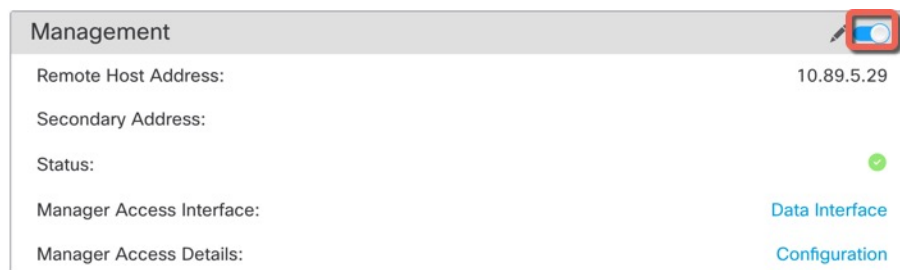 Management
Remote Host Address: 10.89.5.29
Secondary Address:
Status:
Manager Access Interface: Data Interface
Manager Access Details: Configuration